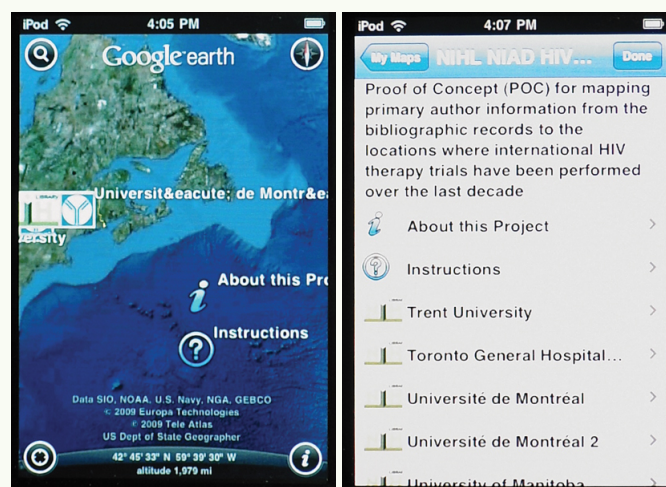 iPod 4:05 PM
Google earth
Universit&eacute; de Montr&ea
ersity
About this Pro
Instructions
Data SIO, NOAA, U.S. Navy, NGA, GEBCO
© 2009 Europa Technologies
© 2009 Tele Atlas
US Dept of State Geographer
42° 45' 33" N 59° 39' 30" W
altitude 1,979 mi
iPod 4:07 PM
My Maps NIHL NIAD HIV... Done
Proof of Concept (POC) for mapping
primary author information from the
bibliographic records to the
locations where international HIV
therapy trials have been performed
over the last decade
About this Project
Instructions
Trent University
Toronto General Hospital...
Université de Montréal
Université de Montréal 2
University of Manitoba